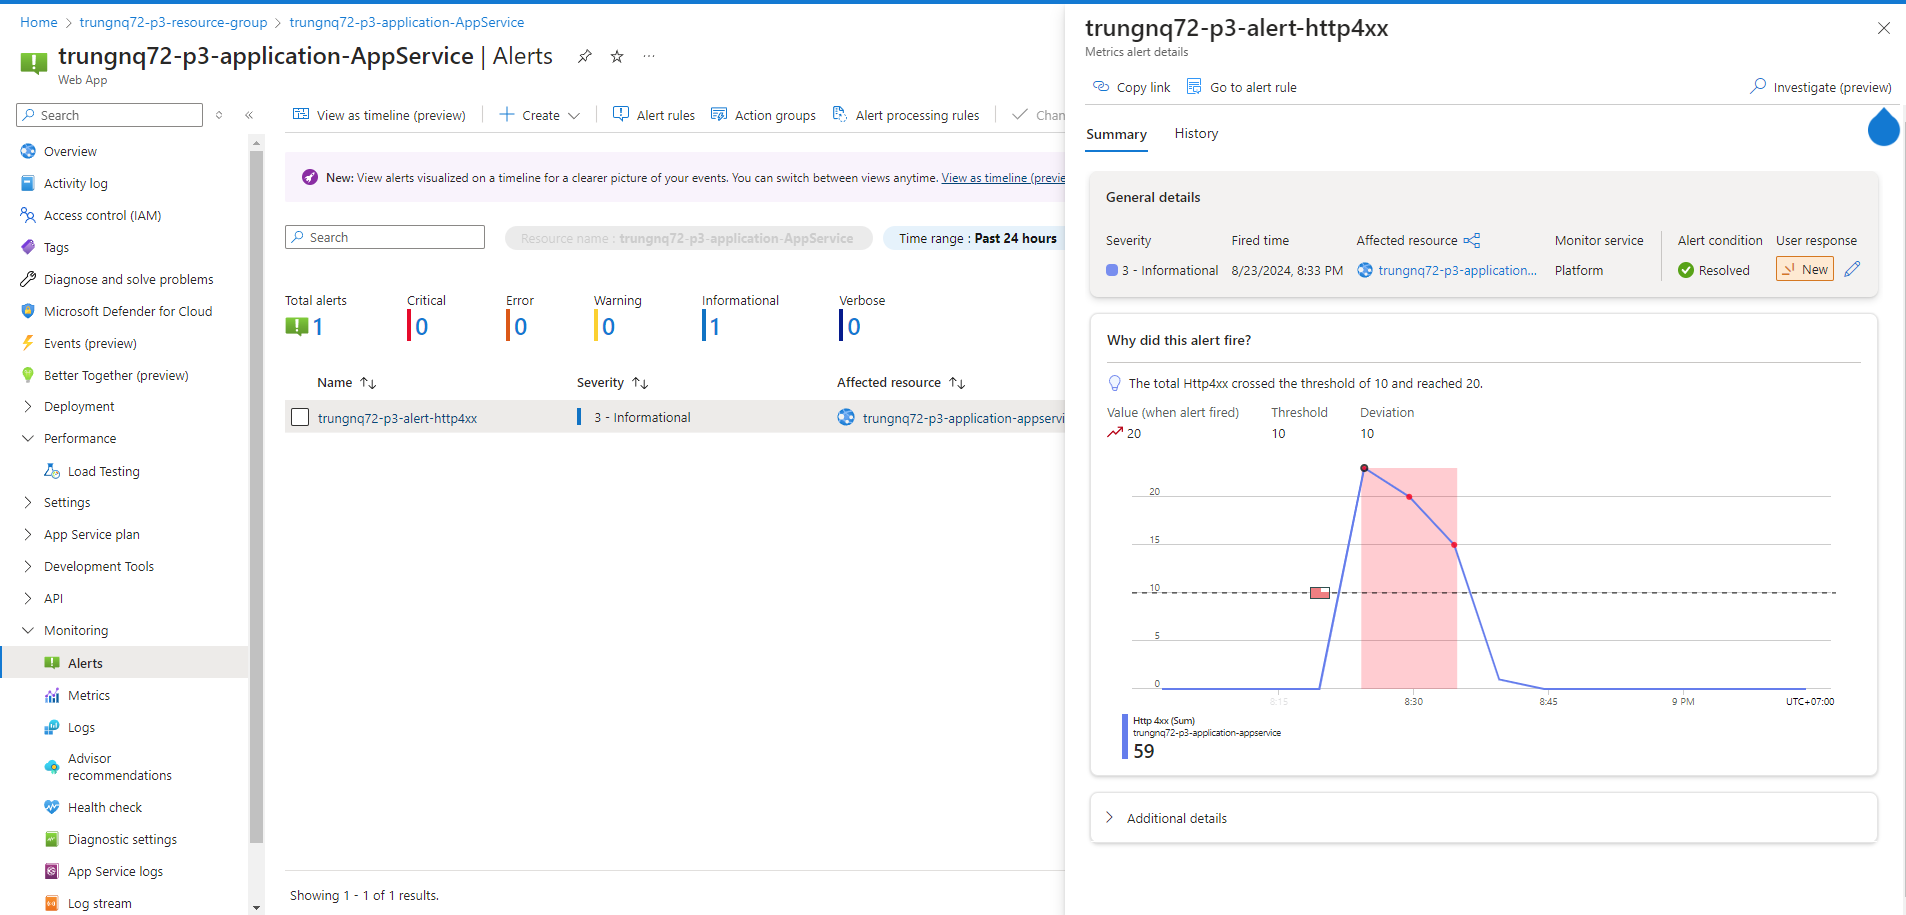 Home > trungnq72-p3-resource-group > trungnq72-p3-application-AppService
trungnq72-p3-application-AppService | Alerts
Web App
Search
Overview
Activity log
Access control (IAM)
Tags
Diagnose and solve problems
Microsoft Defender for Cloud
Events (preview)
Better Together (preview)
Deployment
Performance
Load Testing
Settings
App Service plan
Development Tools
API
Monitoring
Alerts
Metrics
Logs
Advisor
recommendations
Health check
Diagnostic settings
App Service logs
Log stream
View as timeline (preview) Create Alert rules Action groups Alert processing rules Chan
New: View alerts visualized on a timeline for a clearer picture of your events. You can switch between views anytime. View as timeline (previe
Search Resource name : trungnq72-p3-application-AppService Time range : Past 24 hours
Total alerts Critical Error Warning Informational Verbose
1 0 0 0 1 0
Name Severity Affected resource
trungnq72-p3-alert-http4xx 3 - Informational trungnq72-p3-application-appservi
Showing 1 - 1 of 1 results.
trungnq72-p3-alert-http4xx
Metrics alert details
Copy link Go to alert rule Investigate (preview)
Summary History
General details
Severity Fired time Affected resource Monitor service Alert condition User response
3 - Informational 8/23/2024, 8:33 PM trungnq72-p3-application... Platform Resolved New
Why did this alert fire?
The total Http4xx crossed the threshold of 10 and reached 20.
Value (when alert fired) Threshold Deviation
20 10 10
20
15
10
5
0
8:15 8:30 8:45 9 PM UTC+07:00
Http 4xx (Sum)
trungnq72-p3-application-appservice
59
Additional details